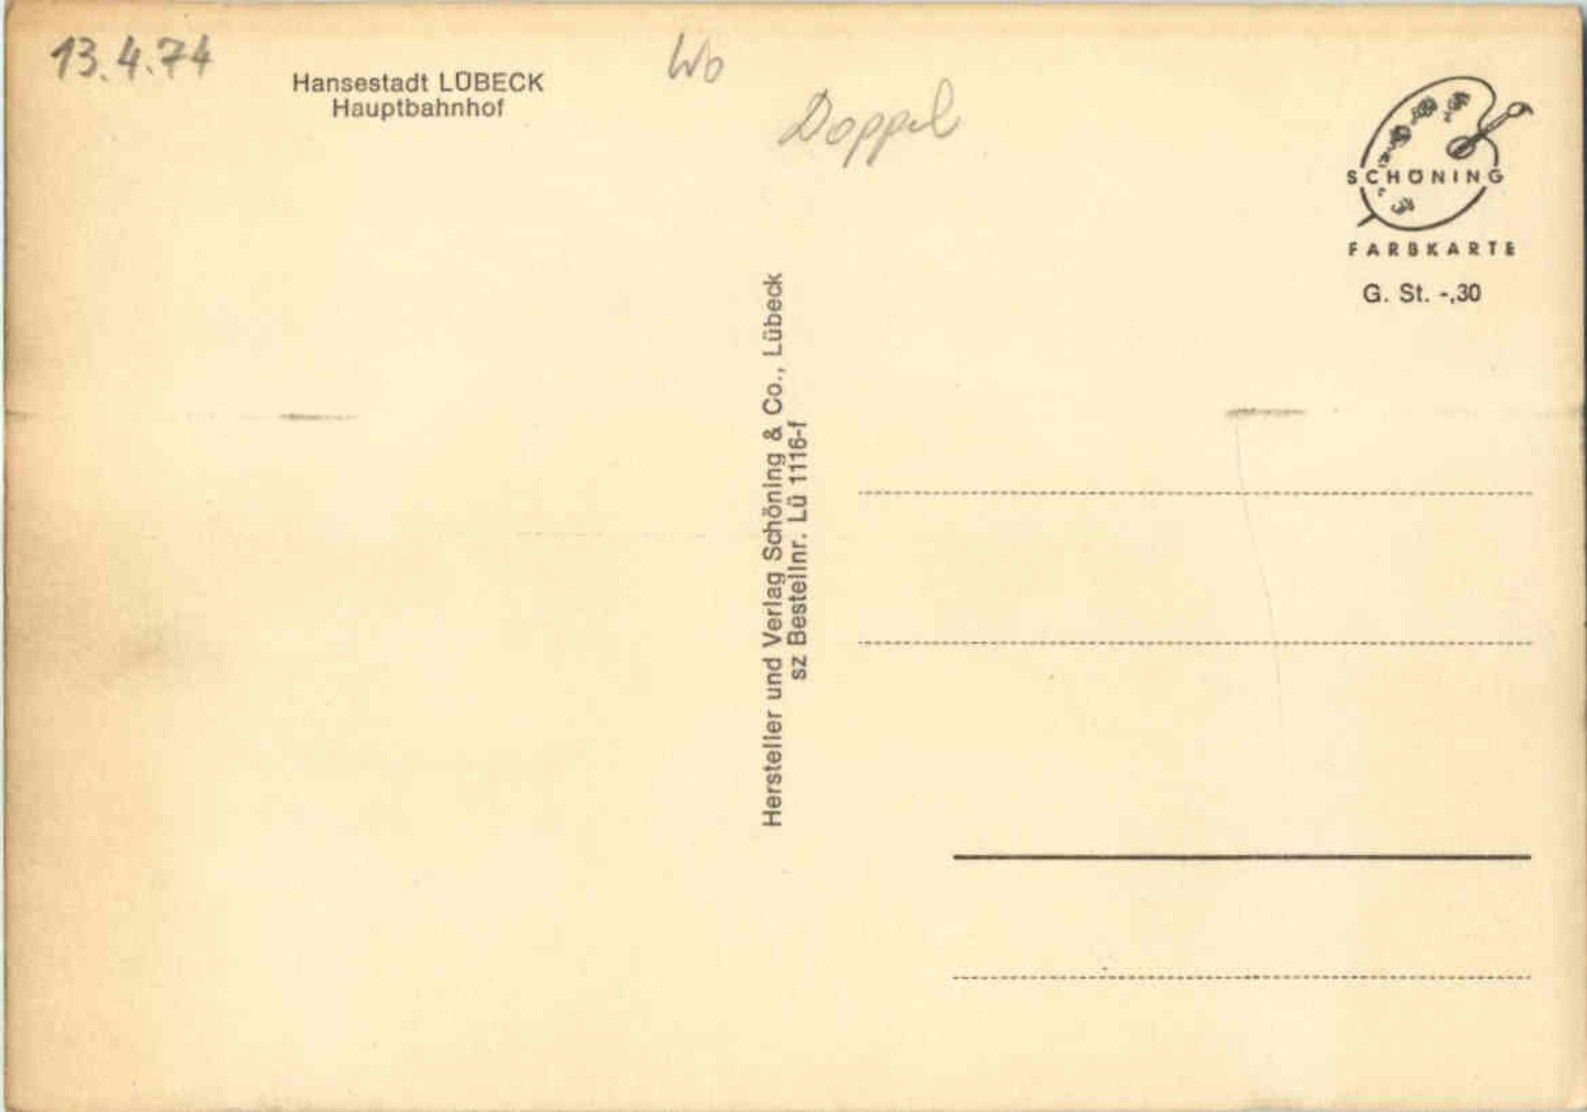 13.4.74
Hansestadt LÜBECK
Hauptbahnhof
Wo
Doppel
SCHÖNING
FARBKARTE
G. St. -,30
Hersteller und Verlag Schöning & Co., Lübeck
sz Bestellnr. Lü 1116-f